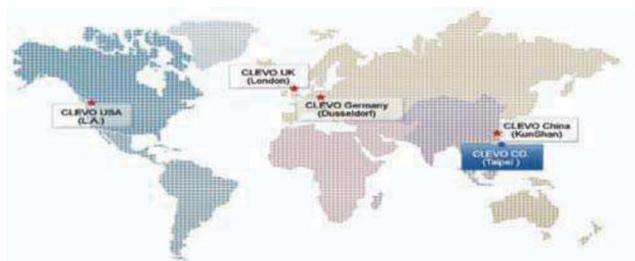 CLEVO UK
(London)
CLEVO USA
(L.A.)
CLEVO Germany
(Dusseldorf)
CLEVO China
(KunShan)
CLEVO CO.
(Taipei )